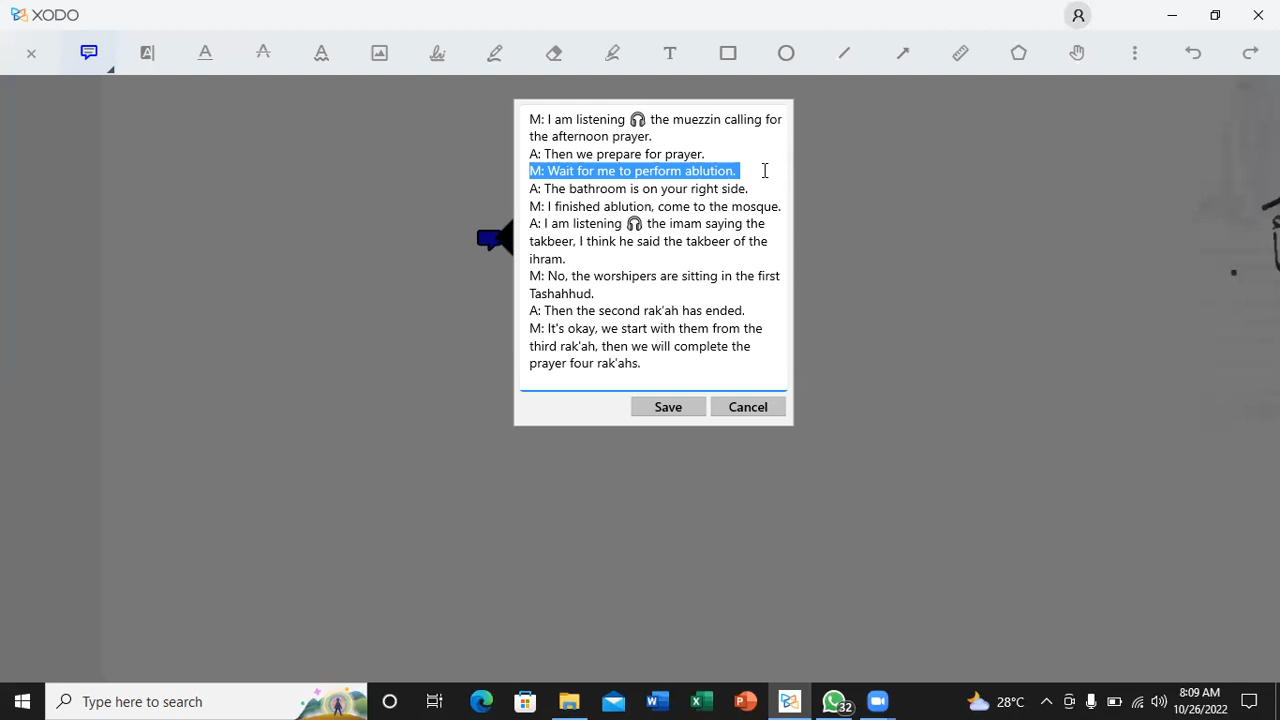 XODO
M: I am listening 🎧 the muezzin calling for
the afternoon prayer.
A: Then we prepare for prayer.
M: Wait for me to perform ablution.
A: The bathroom is on your right side.
M: I finished ablution, come to the mosque.
A: I am listening 🎧 the imam saying the
takbeer, I think he said the takbeer of the
ihram.
M: No, the worshipers are sitting in the first
Tashahhud.
A: Then the second rak'ah has ended.
M: It's okay, we start with them from the
third rak'ah, then we will complete the
prayer four rak'ahs.
Save Cancel
Type here to search
32
28°C
8:09 AM
10/26/2022